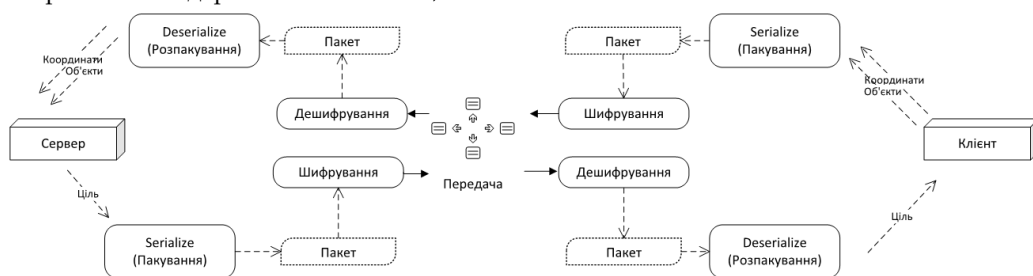 Deserialize
(Розпакування)
Пакет
Пакет
Serialize
(Пакування)
Координати
Об'єкти
Координати
Об'єкти
Дешифрування
Шифрування
Сервер
Клієнт
Шифрування
Передача
Дешифрування
Ціль
Ціль
Serialize
(Пакування)
Пакет
Пакет
Deserialize
(Розпакування)